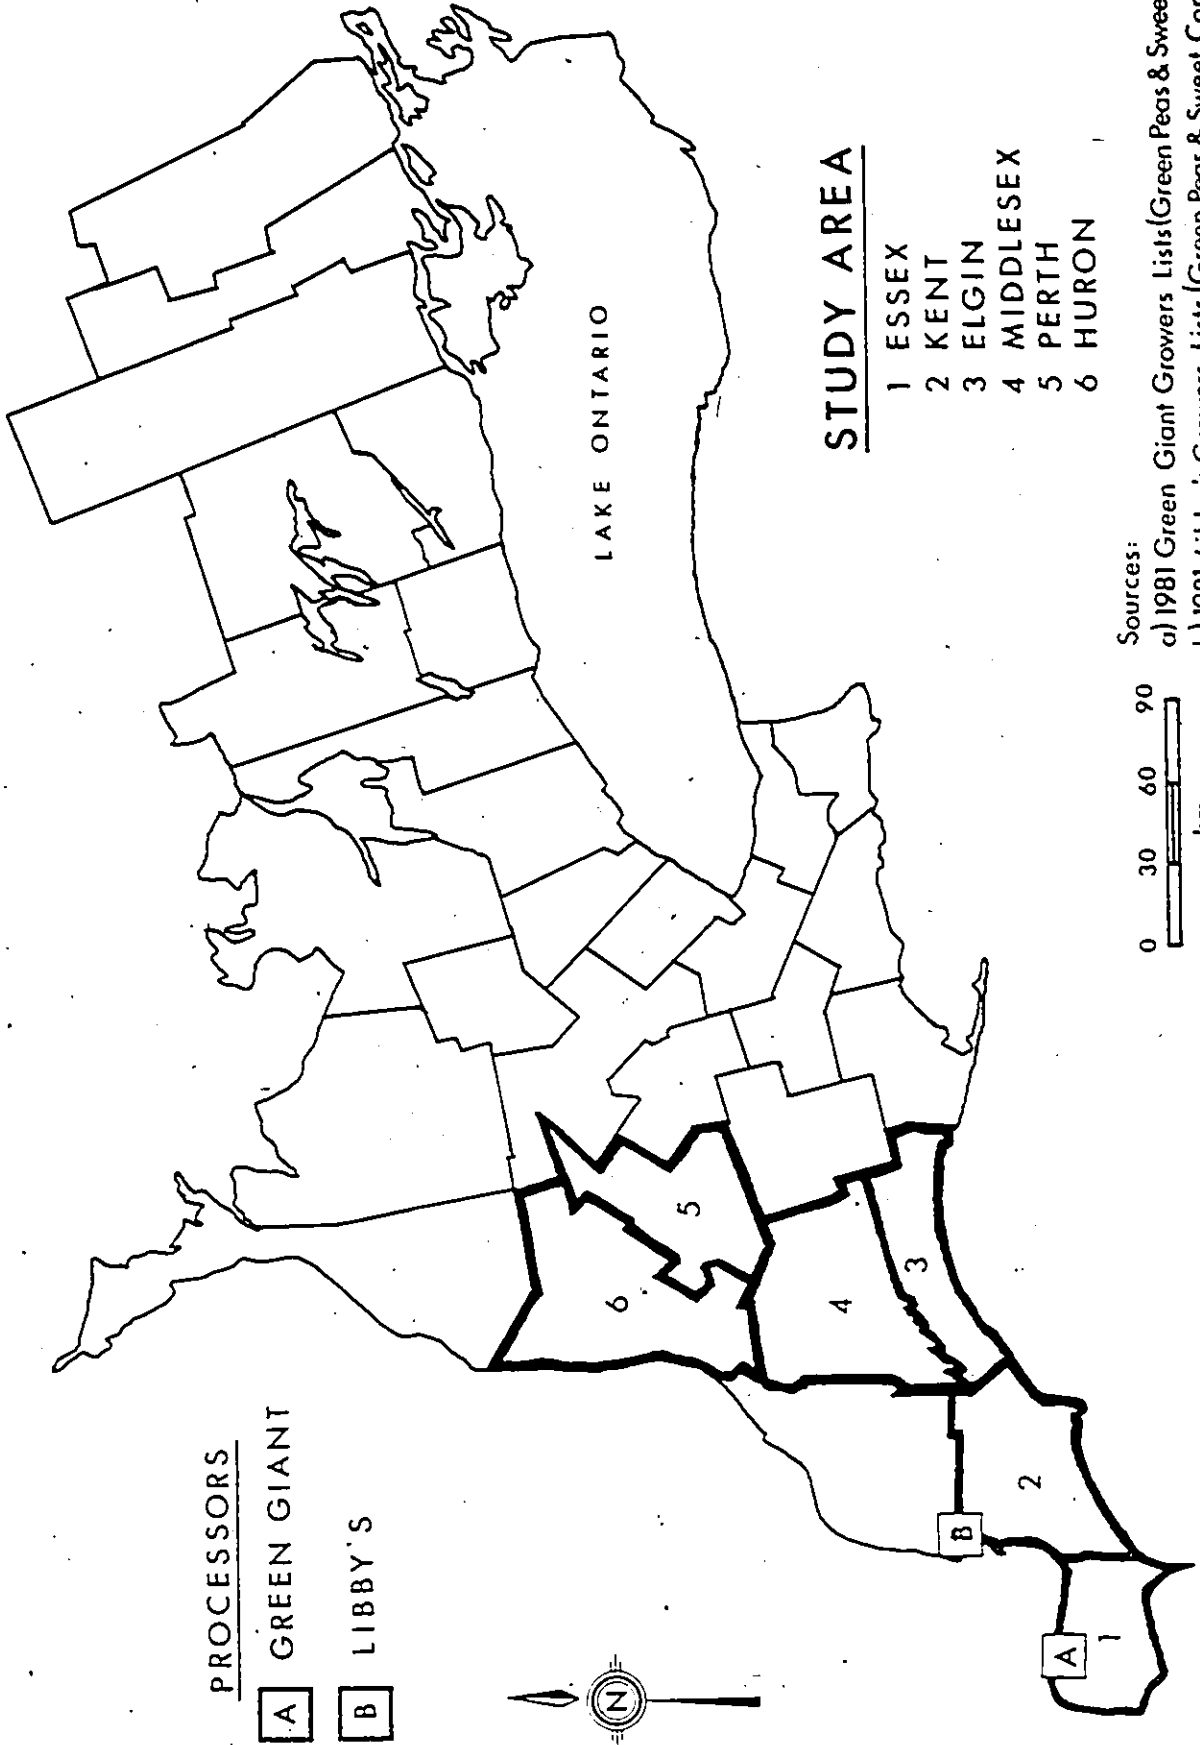 PROCESSORS
A GREEN GIANT
B LIBBY'S
N
LAKE ONTARIO
6
5
4
3
2
B
A
1
STUDY AREA
1 ESSEX
2 KENT
3 ELGIN
4 MIDDLESEX
5 PERTH
6 HURON
0 30 60 90
Sources:
a) 1981 Green Giant Growers Lists (Green Peas & Swee